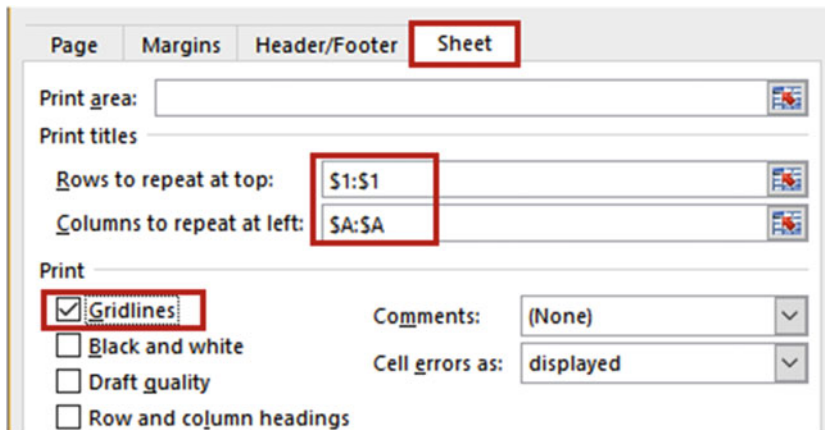 Page Margins Header/Footer Sheet
Print area:
Print titles
Rows to repeat at top: $1:$1
Columns to repeat at left: $A:$A
Print
Gridlines
Comments: (None)
Black and white
Cell errors as: displayed
Draft quality
Row and column headings